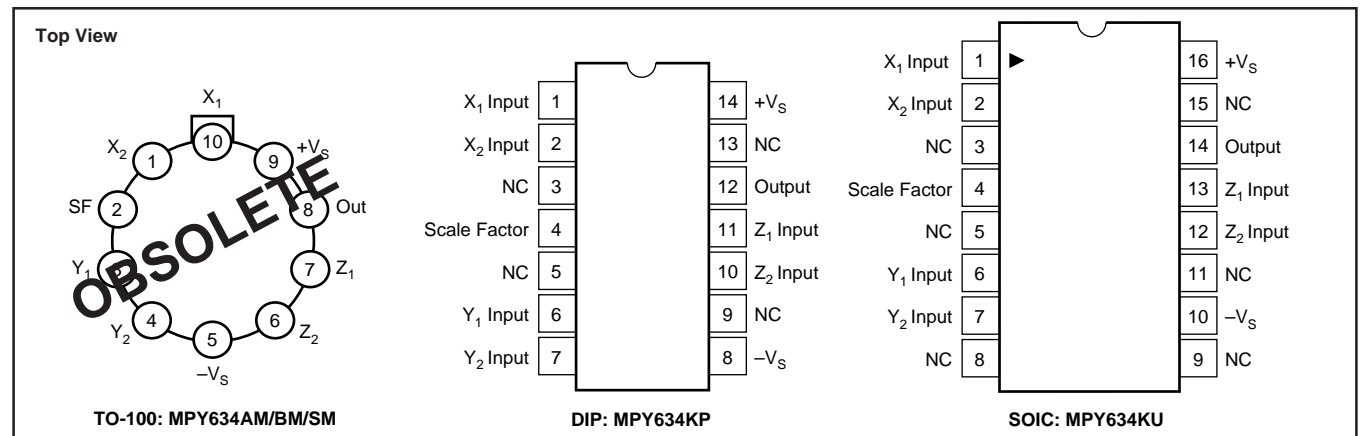 Top View
X1
10
X2
1
9
+VS
SF
2
8
Out
Y1
3
7
Z1
Y2
4
6
Z2
5
–VS
OBSOLETE
TO-100: MPY634AM/BM/SM
X1 Input 1
14 +VS
X2 Input 2
13 NC
NC 3
12 Output
Scale Factor 4
11 Z1 Input
NC 5
10 Z2 Input
Y1 Input 6
9 NC
Y2 Input 7
8 –VS
DIP: MPY634KP
X1 Input 1
16 +VS
X2 Input 2
15 NC
NC 3
14 Output
Scale Factor 4
13 Z1 Input
NC 5
12 Z2 Input
Y1 Input 6
11 NC
Y2 Input 7
10 –VS
NC 8
9 NC
SOIC: MPY634KU